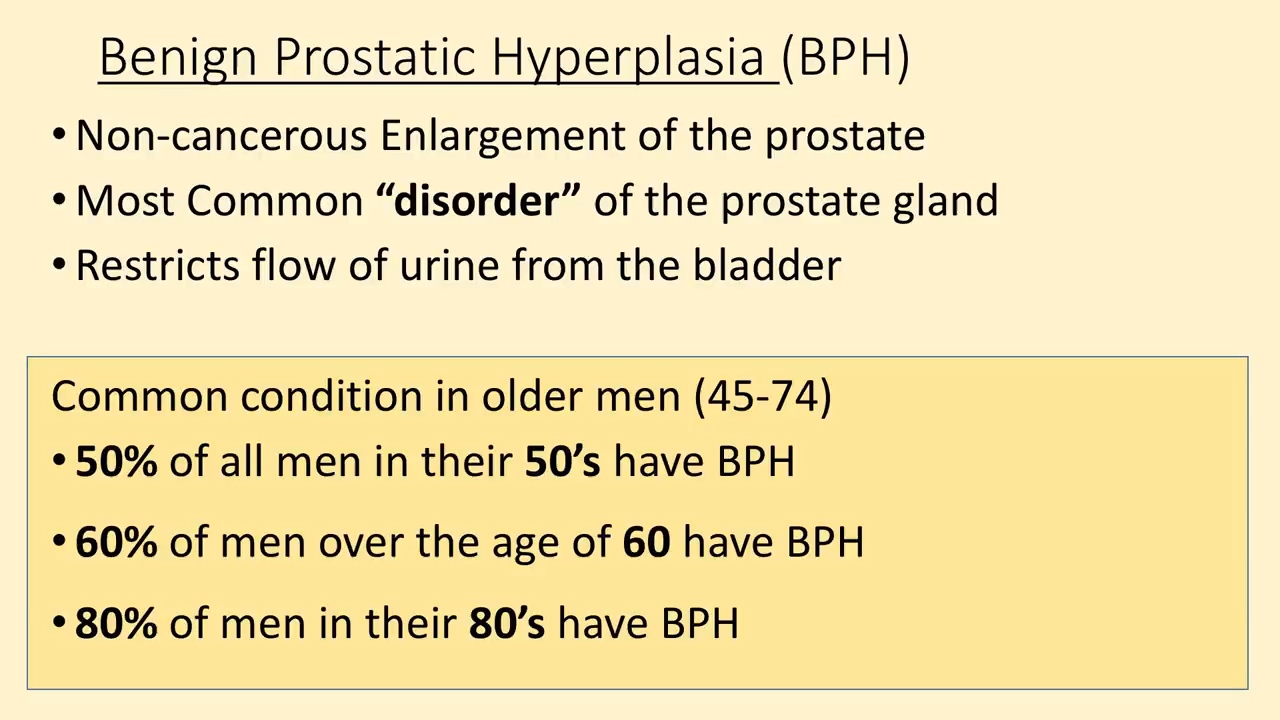 Benign Prostatic Hyperplasia (BPH)
• Non-cancerous Enlargement of the prostate
• Most Common “disorder” of the prostate gland
• Restricts flow of urine from the bladder
Common condition in older men (45-74)
• 50% of all men in their 50’s have BPH
• 60% of men over the age of 60 have BPH
• 80% of men in their 80’s have BPH